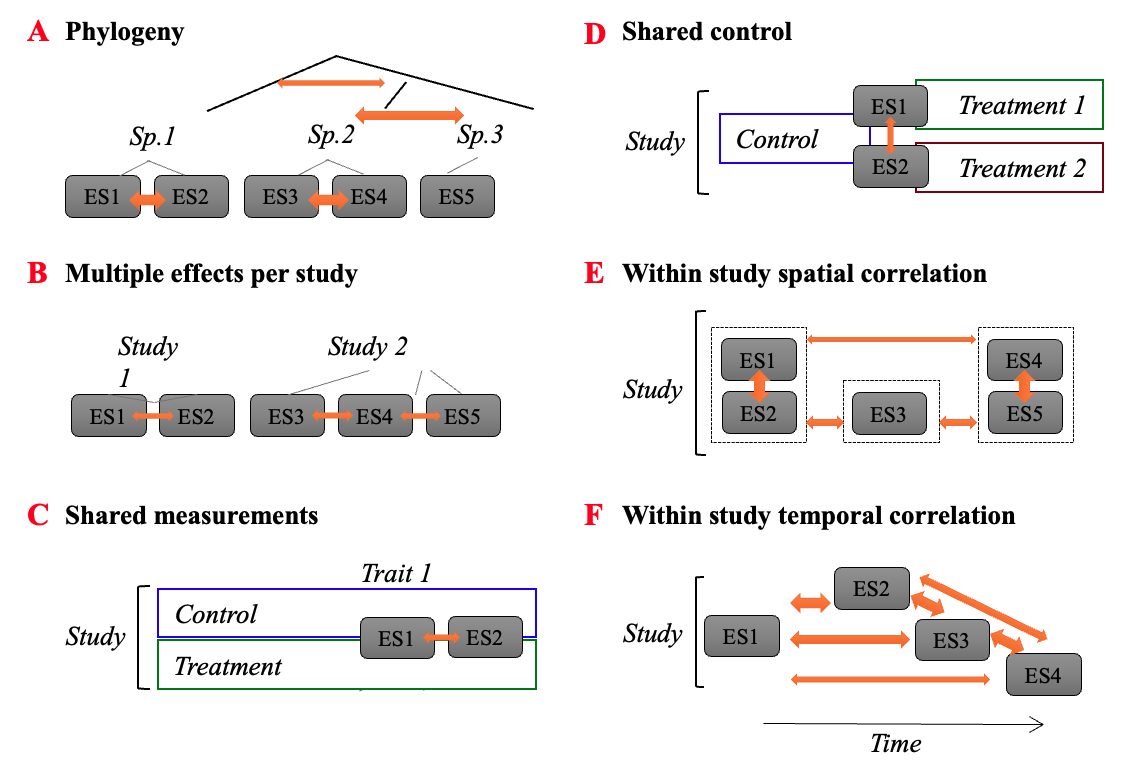 A Phylogeny
Sp.1
Sp.2
Sp.3
ES1
ES2
ES3
ES4
ES5
B Multiple effects per study
Study
1
Study 2
ES1
ES2
ES3
ES4
ES5
C Shared measurements
Trait 1
Study
Control
Treatment
ES1
ES2
D Shared control
Study
Control
ES1
ES2
Treatment 1
Treatment 2
E Within study spatial correlation
Study
ES1
ES2
ES3
ES4
ES5
F Within study temporal correlation
Study
ES1
ES2
ES3
ES4
Time